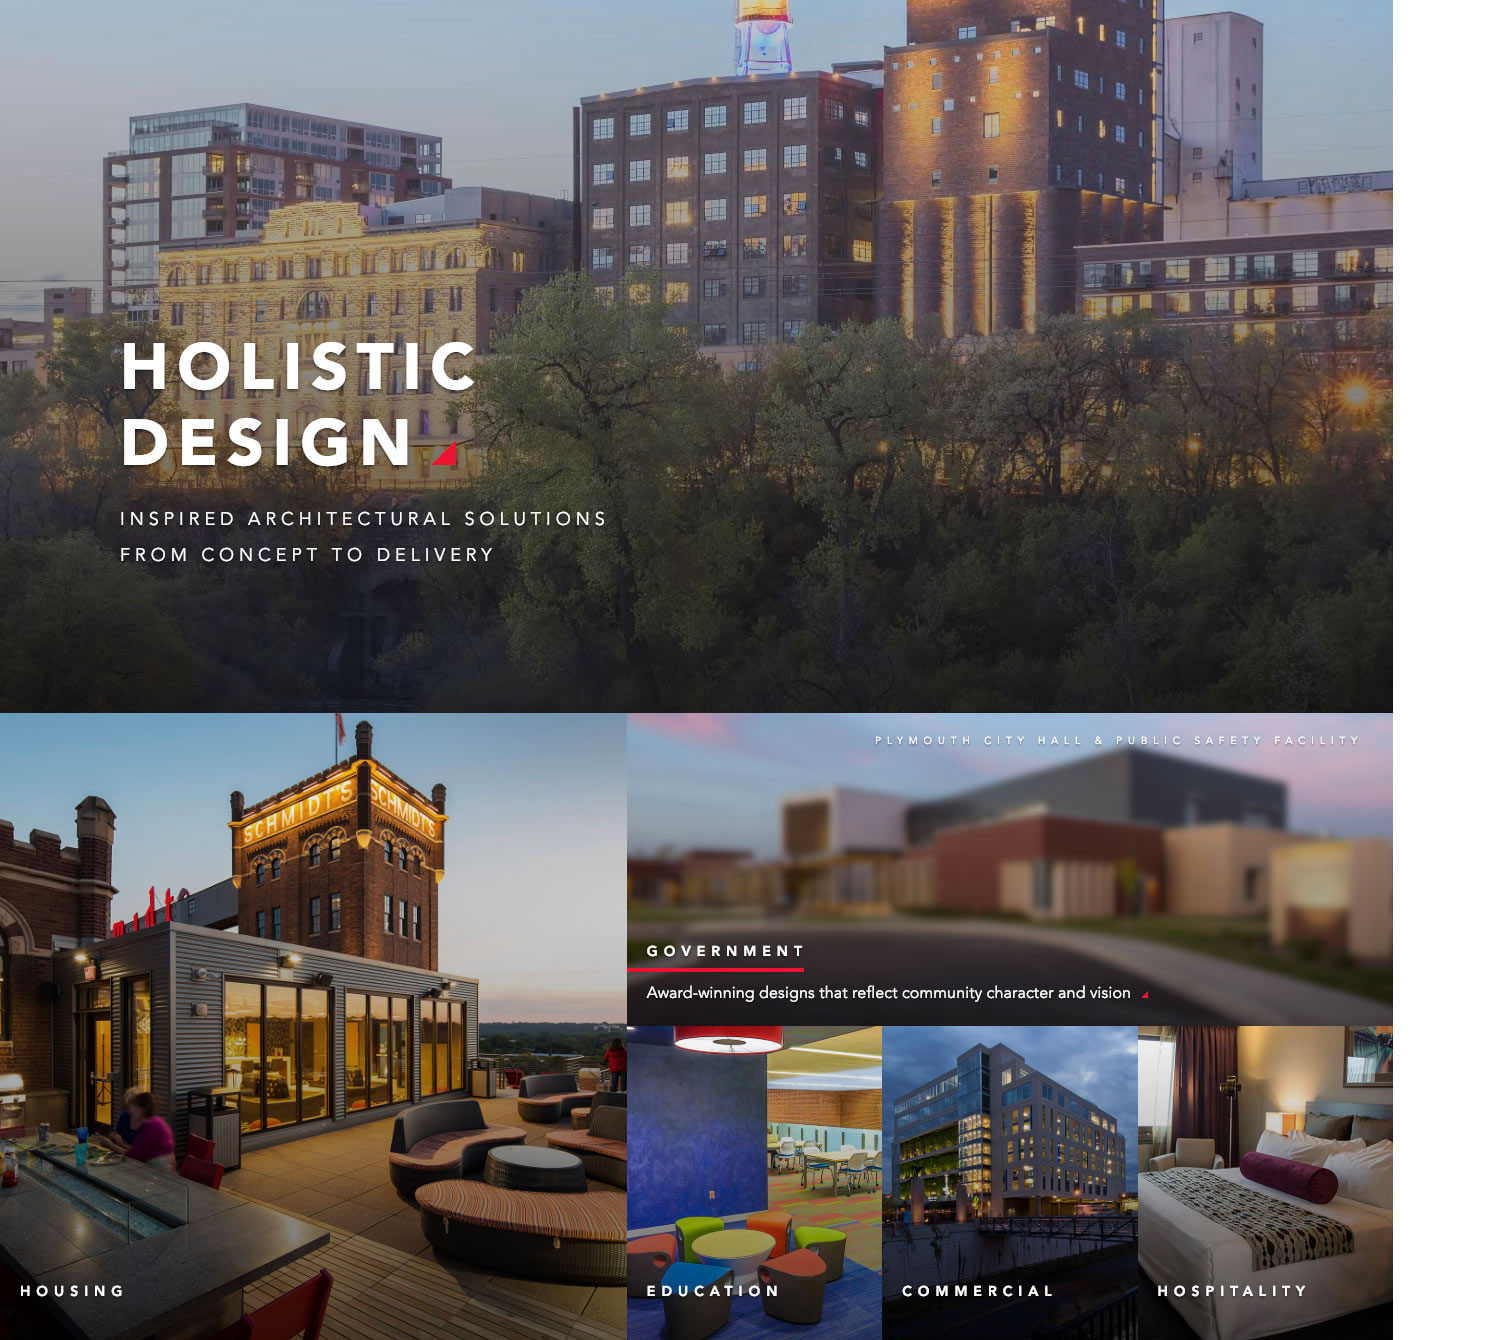 HOLISTIC
DESIGN
INSPIRED ARCHITECTURAL SOLUTIONS
FROM CONCEPT TO DELIVERY
SCHMIDT'S SCHMIDT'S
PLYMOUTH CITY HALL & PUBLIC SAFETY FACILITY
GOVERNMENT
Award-winning designs that reflect community character and vision
HOUSING
EDUCATION
COMMERCIAL
HOSPITALITY